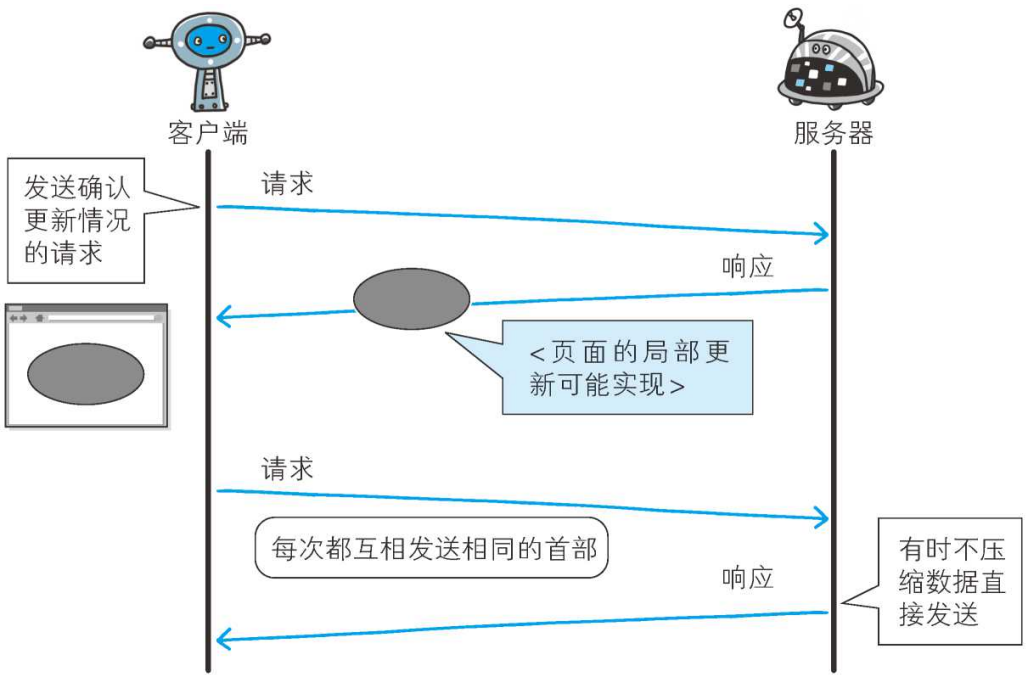 客户端
服务器
发送确认
更新情况
的请求
请求
响应
<页面的局部更
新可能实现>
请求
每次都互相发送相同的首部
响应
有时不压
缩数据直
接发送